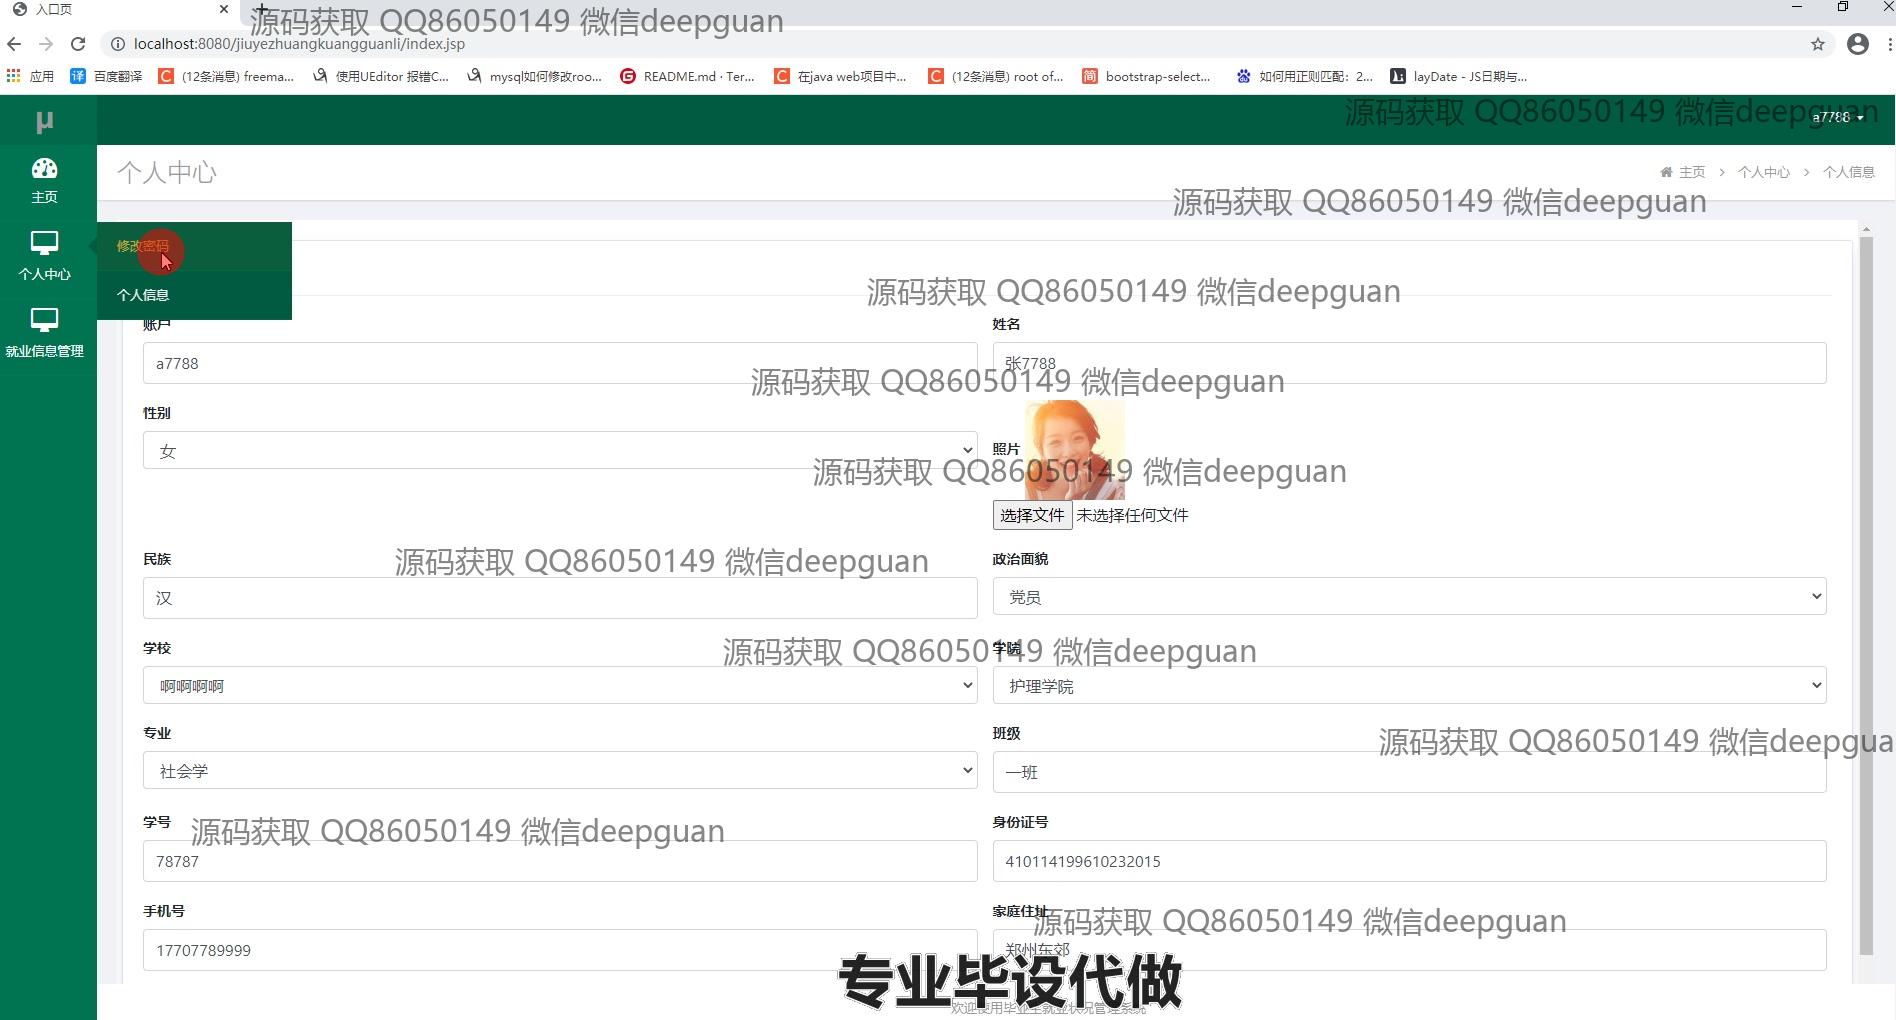 入口页
源码获取 QQ86050149 微信deepguan
localhost:8080/jiuyezhuangkuangguanli/index.jsp
应用 百度翻译 (12条消息) freema... 使用UEditor 报错C... mysql如何修改roo... README.md · Ter... 在java web项目中... (12条消息) root of... bootstrap-select... 如何用正则匹配：2... layDate - JS日期与...
μ
源码获取 QQ86050149 微信deepguan
a7788
主页
个人中心
主页 > 个人中心 > 个人信息
源码获取 QQ86050149 微信deepguan
修改密码
个人中心
个人信息
源码获取 QQ86050149 微信deepguan
就业信息管理
账户 姓名
a7788 张7788
源码获取 QQ86050149 微信deepguan
性别
女
照片
源码获取 QQ86050149 微信deepguan
选择文件 未选择任何文件
民族 政治面貌
源码获取 QQ86050149 微信deepguan
汉 党员
学校 学院
源码获取 QQ86050149 微信deepguan
啊啊啊啊 护理学院
专业 班级
源码获取 QQ86050149 微信deepgua
社会学 一班
学号 身份证号
源码获取 QQ86050149 微信deepguan
78787 410114199610232015
手机号 家庭住址
源码获取 QQ86050149 微信deepguan
17707789999 郑州东郊
专业毕设代做
欢迎使用毕业生就业状况管理系统